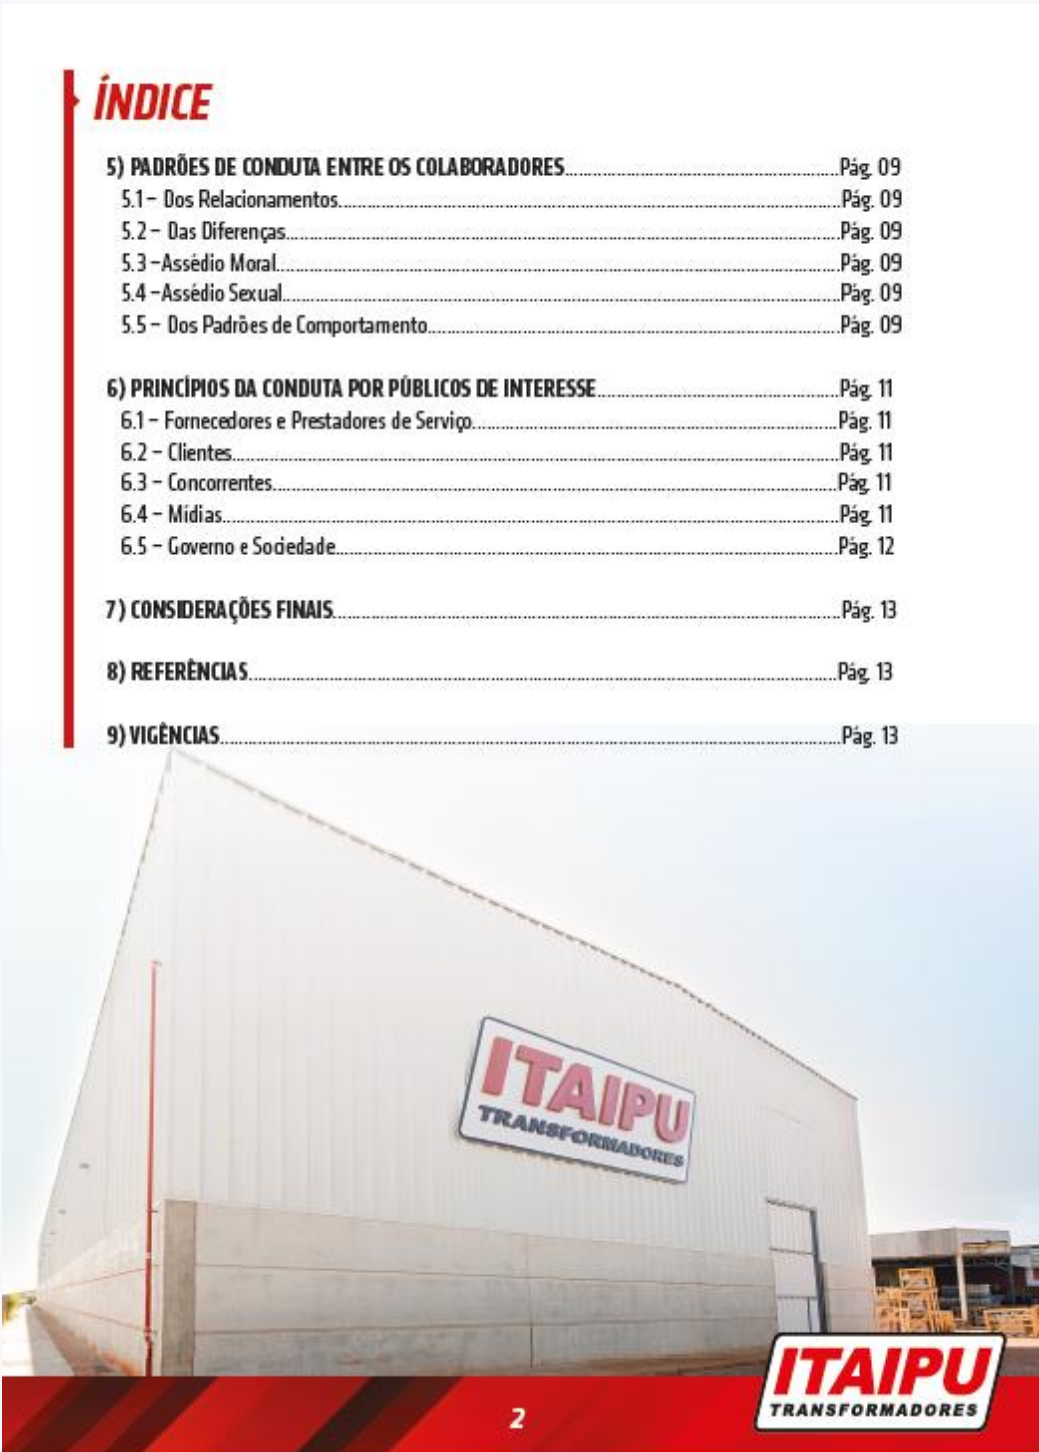 ÍNDICE
5) PADRÕES DE CONDUTA ENTRE OS COLABORADORES..........Pág. 09
5.1 – Dos Relacionamentos..........Pág. 09
5.2 – Das Diferenças..........Pág. 09
5.3 –Assédio Moral..........Pág. 09
5.4 –Assédio Sexual..........Pág. 09
5.5 – Dos Padrões de Comportamento..........Pág. 09
6) PRINCÍPIOS DA CONDUTA POR PÚBLICOS DE INTERESSE..........Pág. 11
6.1 – Fornecedores e Prestadores de Serviço..........Pág. 11
6.2 – Clientes..........Pág. 11
6.3 – Concorrentes..........Pág. 11
6.4 – Mídias..........Pág. 11
6.5 – Governo e Sociedade..........Pág. 12
7) CONSIDERAÇÕES FINAIS..........Pág. 13
8) REFERÊNCIAS..........Pág. 13
9) VIGÊNCIAS..........Pág. 13
ITAIPU
TRANSFORMADORES
2
ITAIPU
TRANSFORMADORES